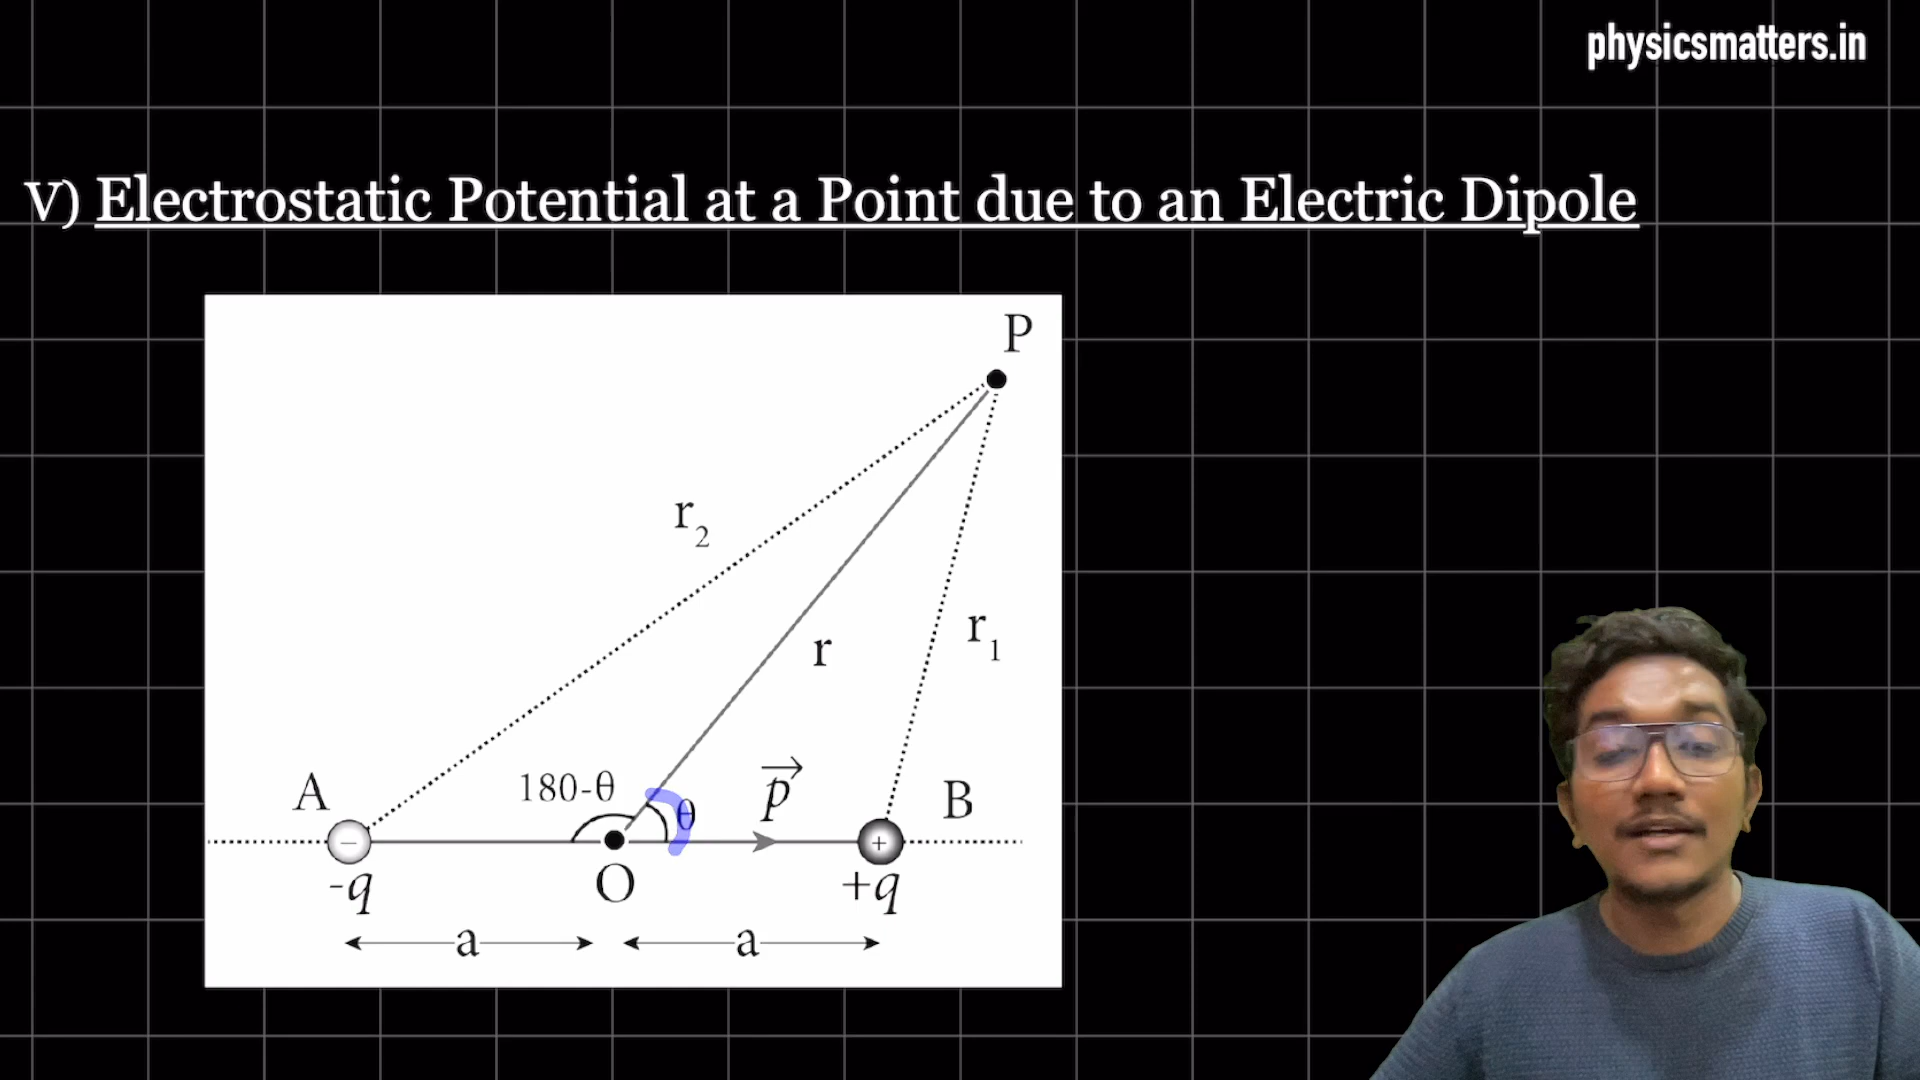 physicsmatters.in
V) Electrostatic Potential at a Point due to an Electric Dipole
P
r₂
r₁
r
180-θ
θ
p⃗
A
B
−
+
-q
O
+q
a
a